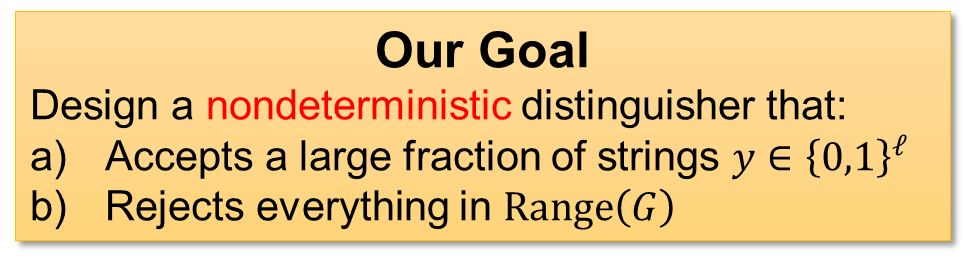 Our Goal
Design a nondeterministic distinguisher that:
a) Accepts a large fraction of strings 𝑦 ∈ {0,1}^ℓ
b) Rejects everything in Range(𝐺)